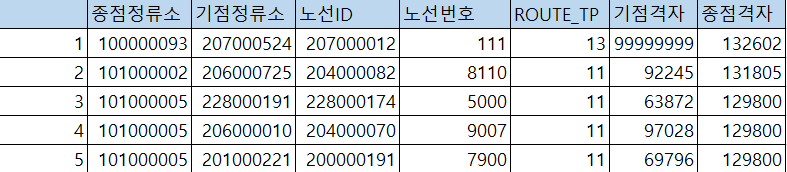 종점정류소 기점정류소 노선ID 노선번호 ROUTE_TP 기점격자 종점격자
1 100000093 207000524 207000012 111 13 99999999 132602
2 101000002 206000725 204000082 8110 11 92245 131805
3 101000005 228000191 228000174 5000 11 63872 129800
4 101000005 206000010 204000070 9007 11 97028 129800
5 101000005 201000221 200000191 7900 11 69796 129800